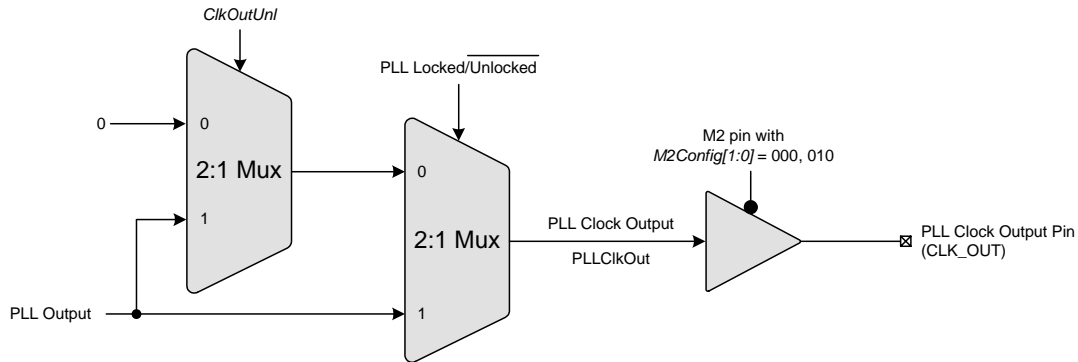 ClkOutUnl
PLL Locked/Unlocked
0
0
2:1 Mux
1
0
2:1 Mux
1
PLL Output
M2 pin with
M2Config[1:0] = 000, 010
PLL Clock Output
PLLClkOut
PLL Clock Output Pin
(CLK_OUT)